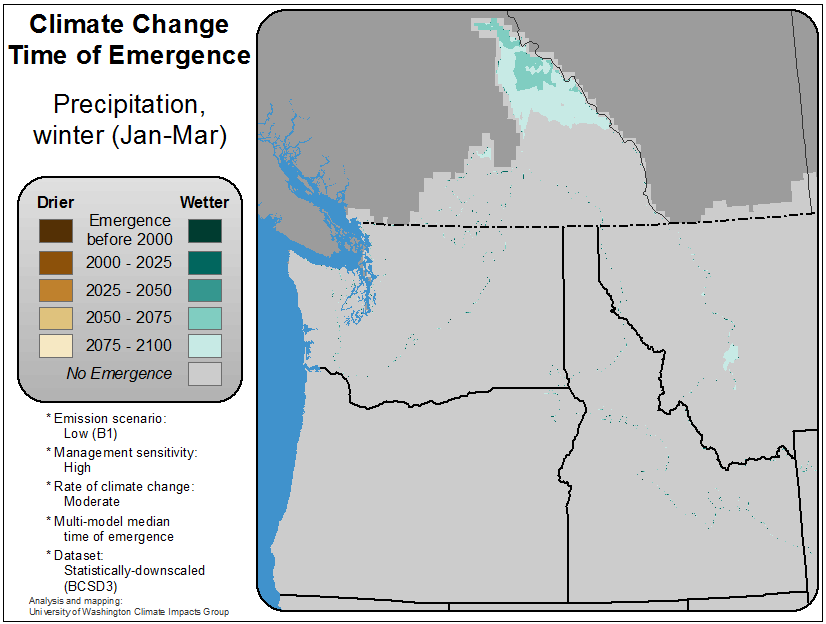 Climate Change
Time of Emergence
Precipitation,
winter (Jan-Mar)
Drier
Wetter
Emergence
before 2000
2000 - 2025
2025 - 2050
2050 - 2075
2075 - 2100
No Emergence
* Emission scenario:
Low (B1)
* Management sensitivity:
High
* Rate of climate change:
Moderate
* Multi-model median
time of emergence
* Dataset:
Statistically-downscaled
(BCSD3)
Analysis and mapping:
University of Washington Climate Impacts Group